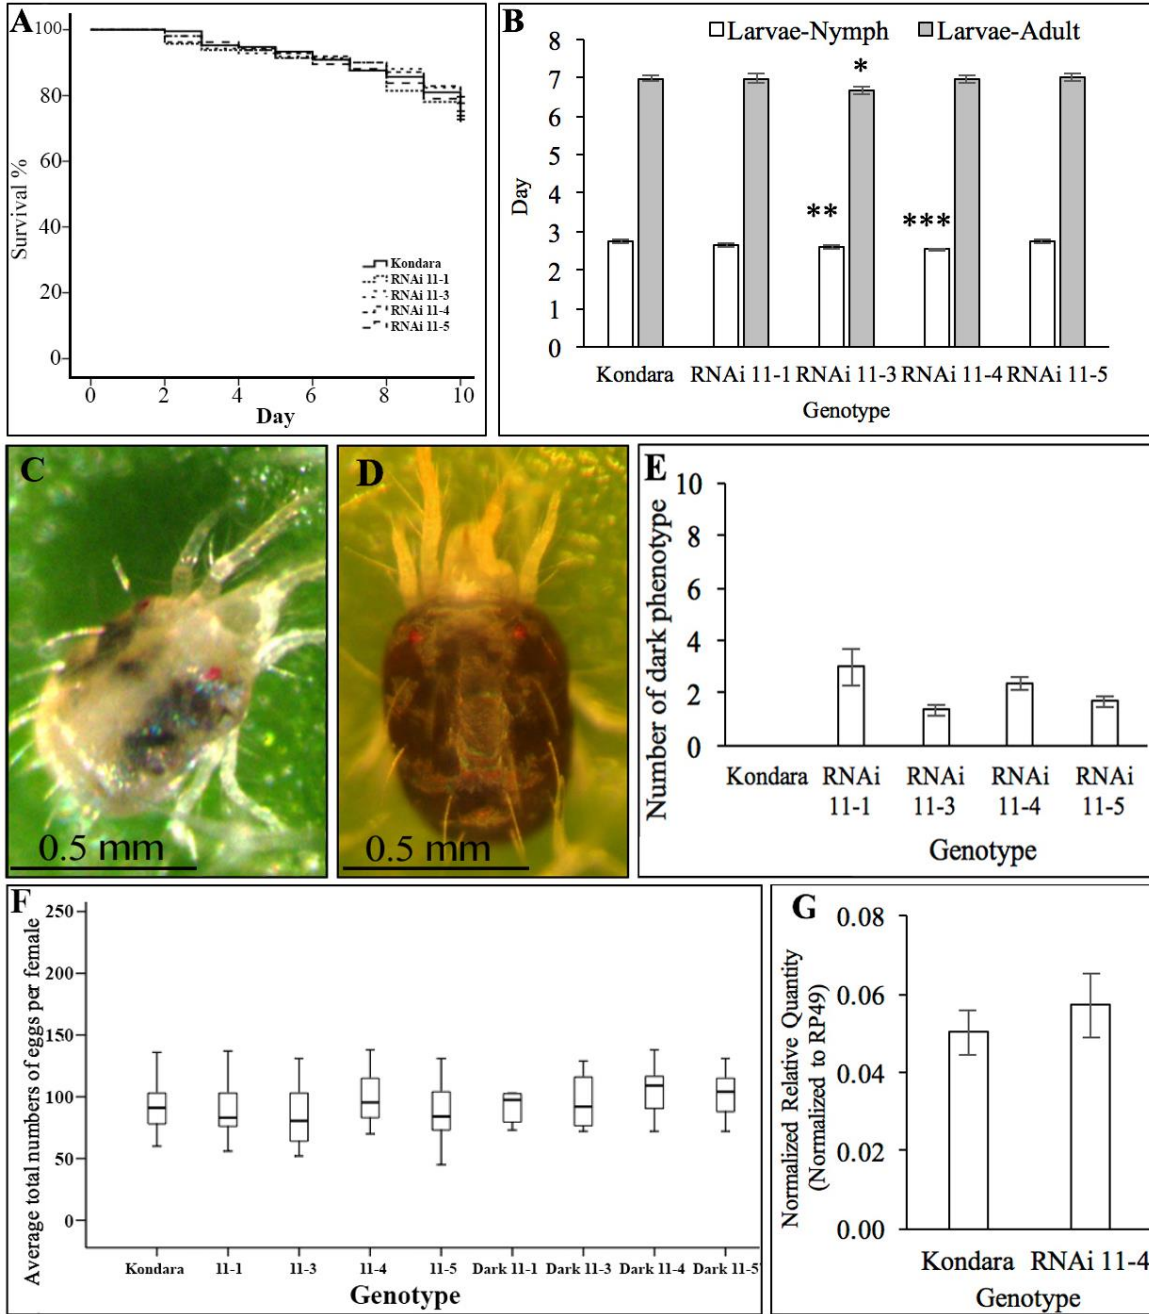 A
100
80
60
40
20
0
Survival %
Kondara
RNAi 11-1
RNAi 11-3
RNAi 11-4
RNAi 11-5
0 2 4 6 8 10
Day
B
Larvae-Nymph Larvae-Adult
8
7
6
5
4
3
2
1
0
Day
*
**
***
Kondara RNAi 11-1 RNAi 11-3 RNAi 11-4 RNAi 11-5
Genotype
C
0.5 mm
D
0.5 mm
E
10
8
6
4
2
0
Number of dark phenotype
Kondara RNAi RNAi RNAi RNAi
11-1 11-3 11-4 11-5
Genotype
F
250
200
150
100
50
0
Average total numbers of eggs per female
Kondara 11-1 11-3 11-4 11-5 Dark 11-1 Dark 11-3 Dark 11-4 Dark 11-5
Genotype
G
0.08
0.06
0.04
0.02
0.00
Normalized Relative Quantity
(Normalized to RP49)
Kondara RNAi 11-4
Genotype